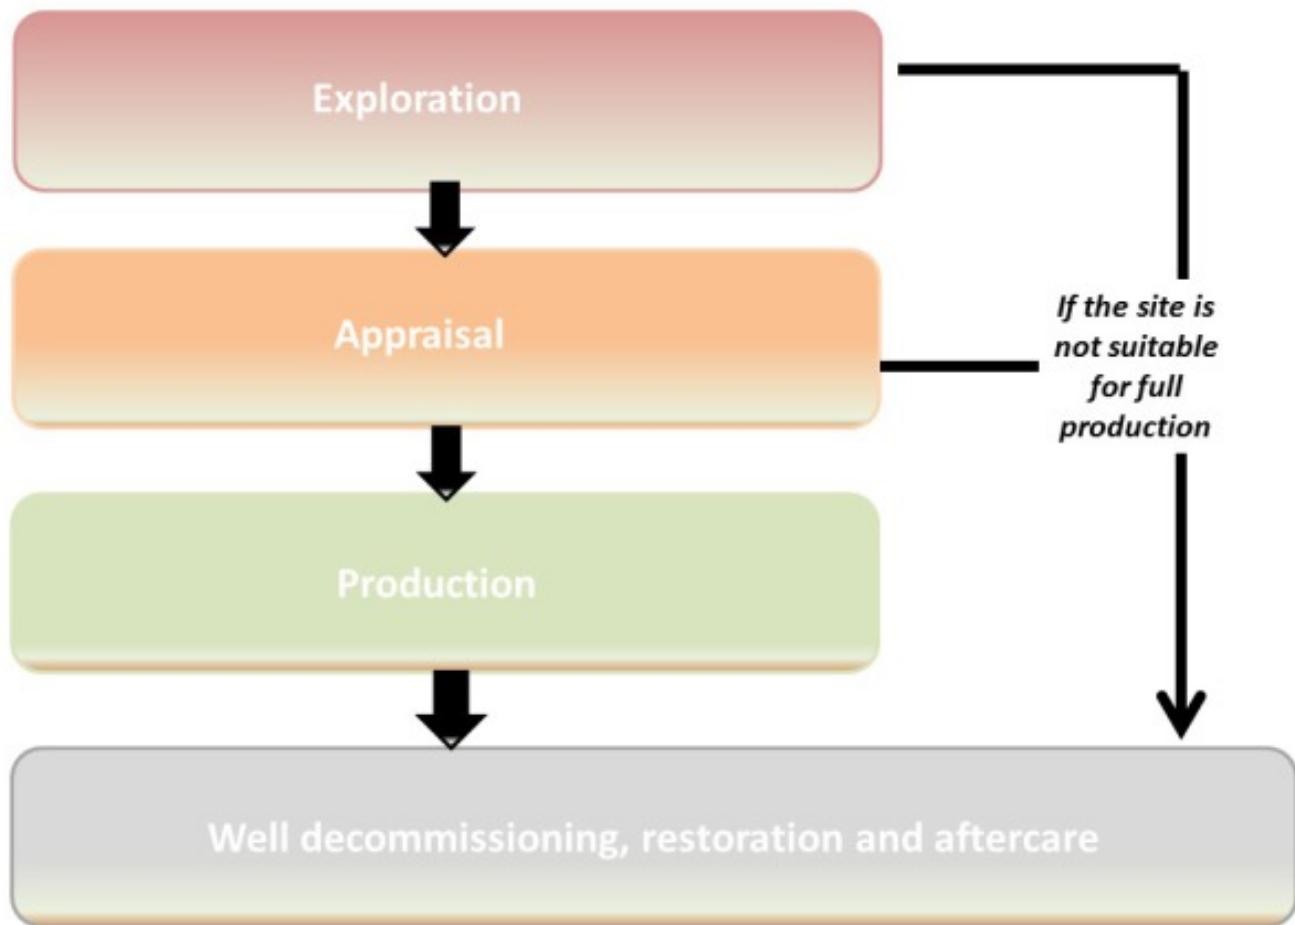 Exploration
Appraisal
If the site is
not suitable
for full
production
Production
Well decommissioning, restoration and aftercare